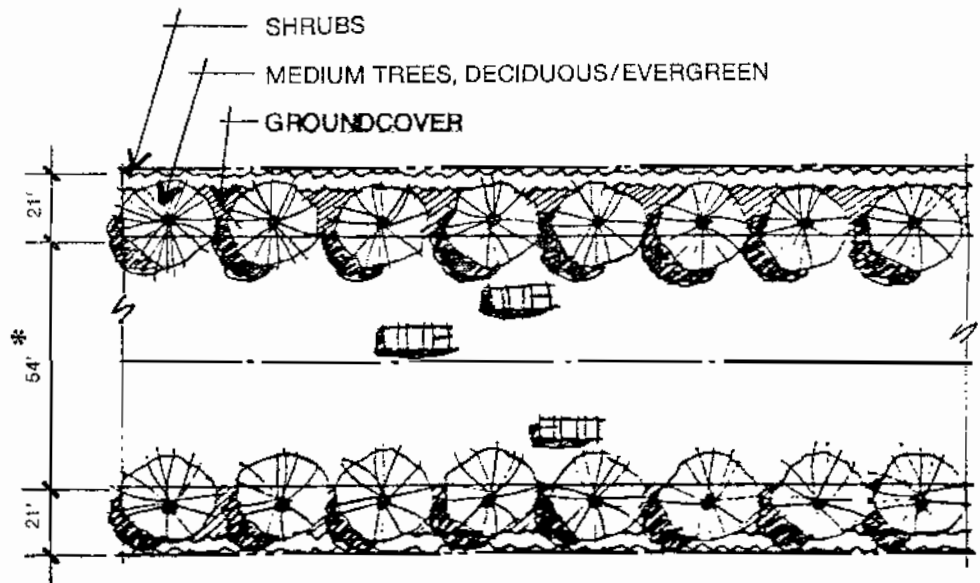 SHRUBS
MEDIUM TREES, DECIDUOUS/EVERGREEN
GROUNDCOVER
21'
54' *
21'